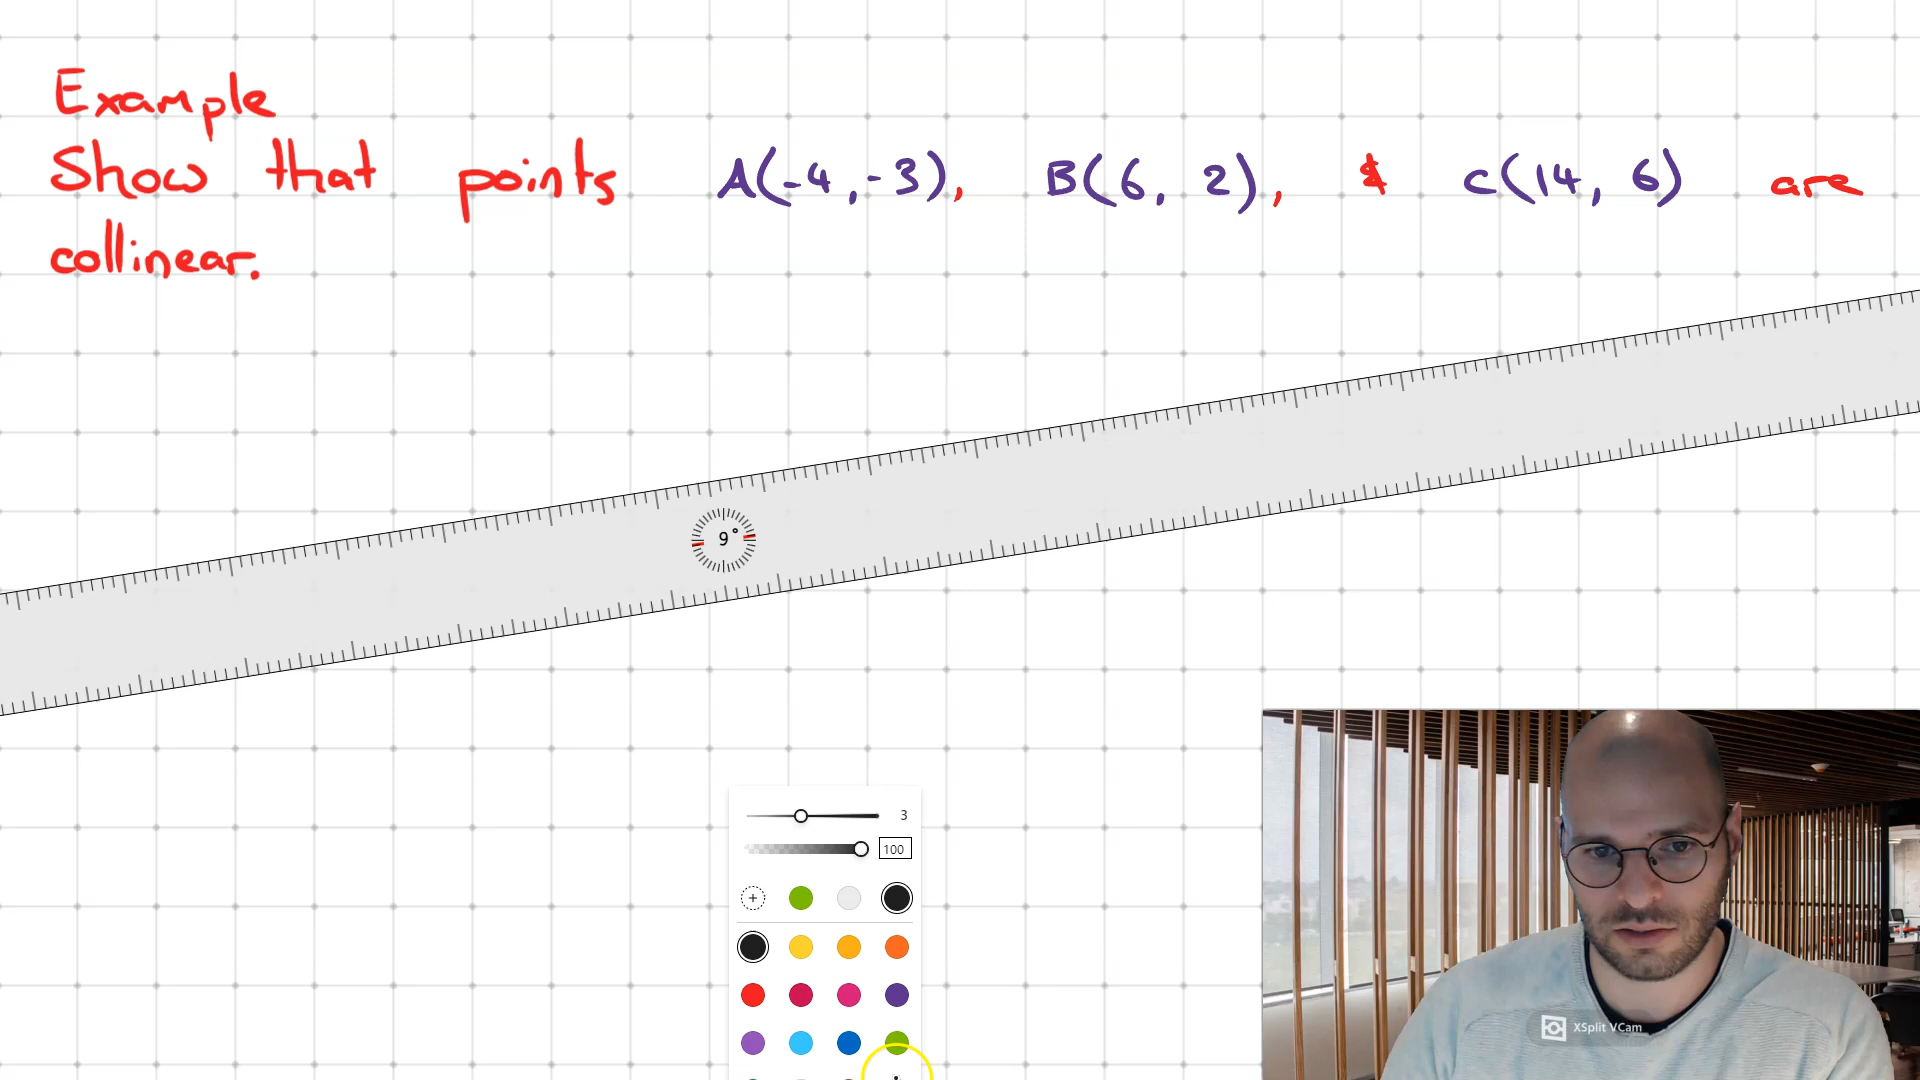 Example
Show that points A(-4,-3), B(6, 2), & C(14, 6) are
collinear.
9°
3
100
XSplit VCam